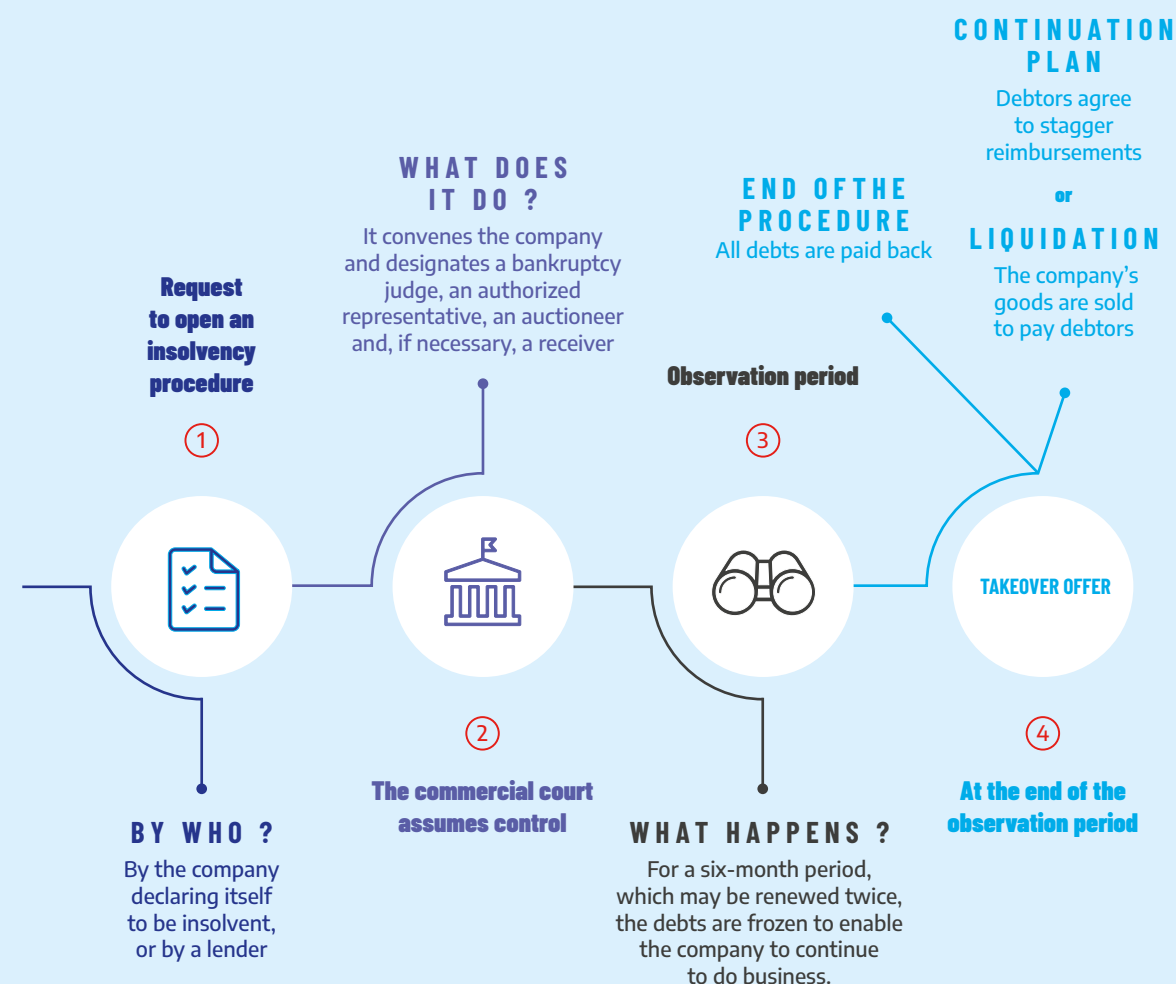 Request
to open an
insolvency
procedure
1
BY WHO ?
By the company
declaring itself
to be insolvent,
or by a lender
WHAT DOES
IT DO ?
It convenes the company
and designates a bankruptcy
judge, an authorized
representative, an auctioneer
and, if necessary, a receiver
2
The commercial court
assumes control
Observation period
3
WHAT HAPPENS ?
For a six-month period,
which may be renewed twice,
the debts are frozen to enable
the company to continue
to do business.
END OFTHE
PROCEDURE
All debts are paid back
CONTINUATION
PLAN
Debtors agree
to stagger
reimbursements
or
LIQUIDATION
The company’s
goods are sold
to pay debtors
TAKEOVER OFFER
4
At the end of the
observation period